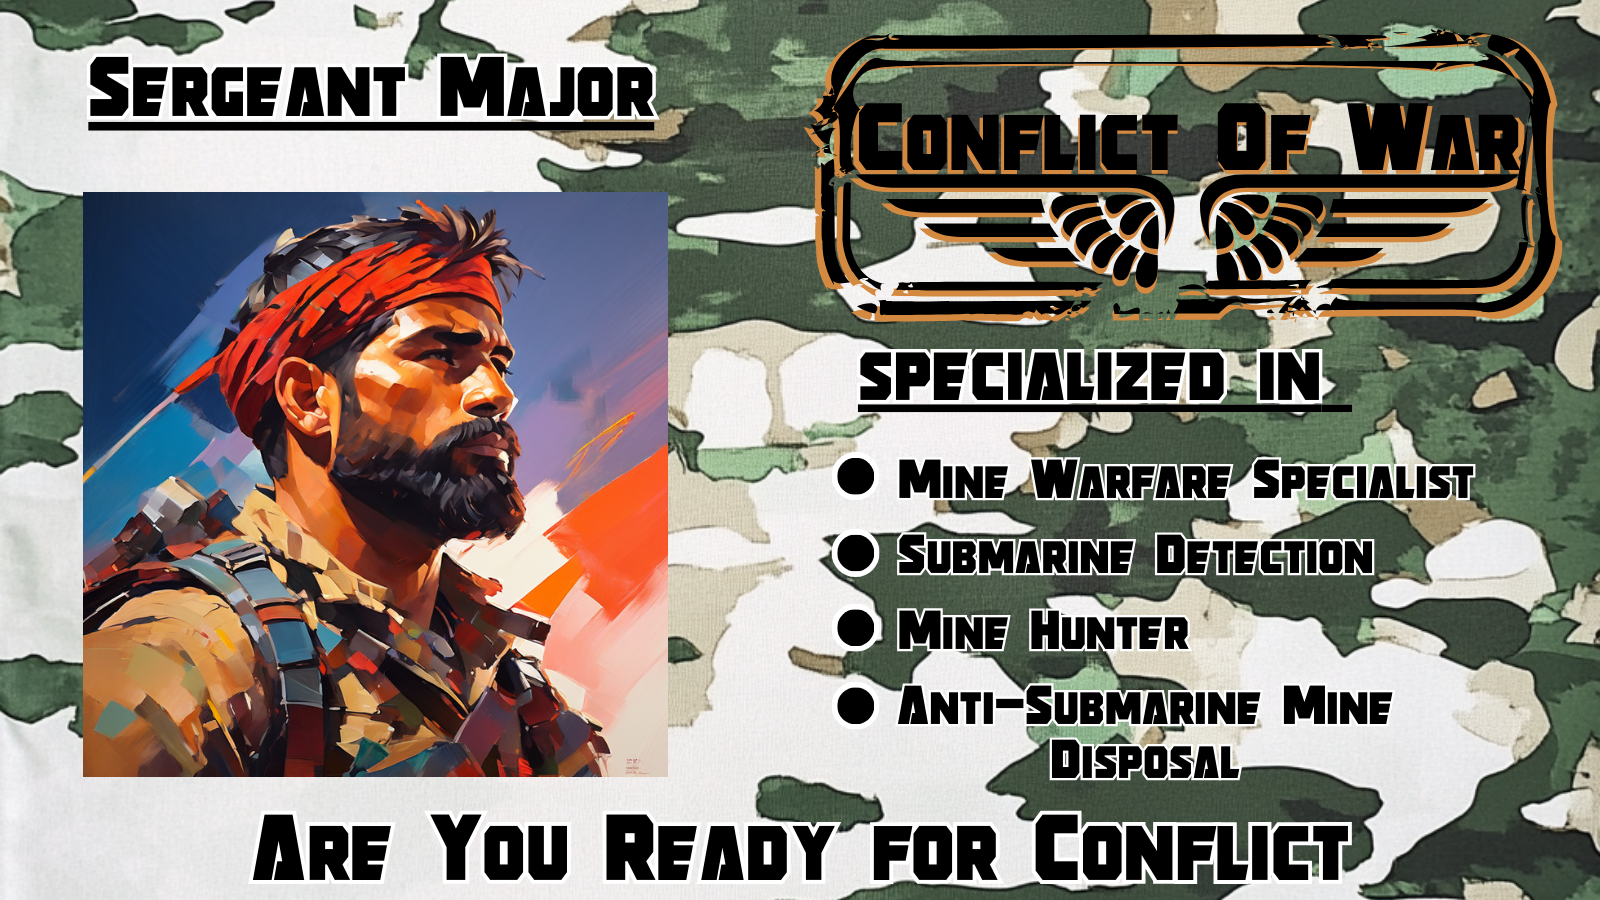 Sergeant Major
Conflict Of War
Specialized in
● Mine Warfare Specialist
● Submarine Detection
● Mine Hunter
● Anti-Submarine Mine
Disposal
Are You Ready for Conflict